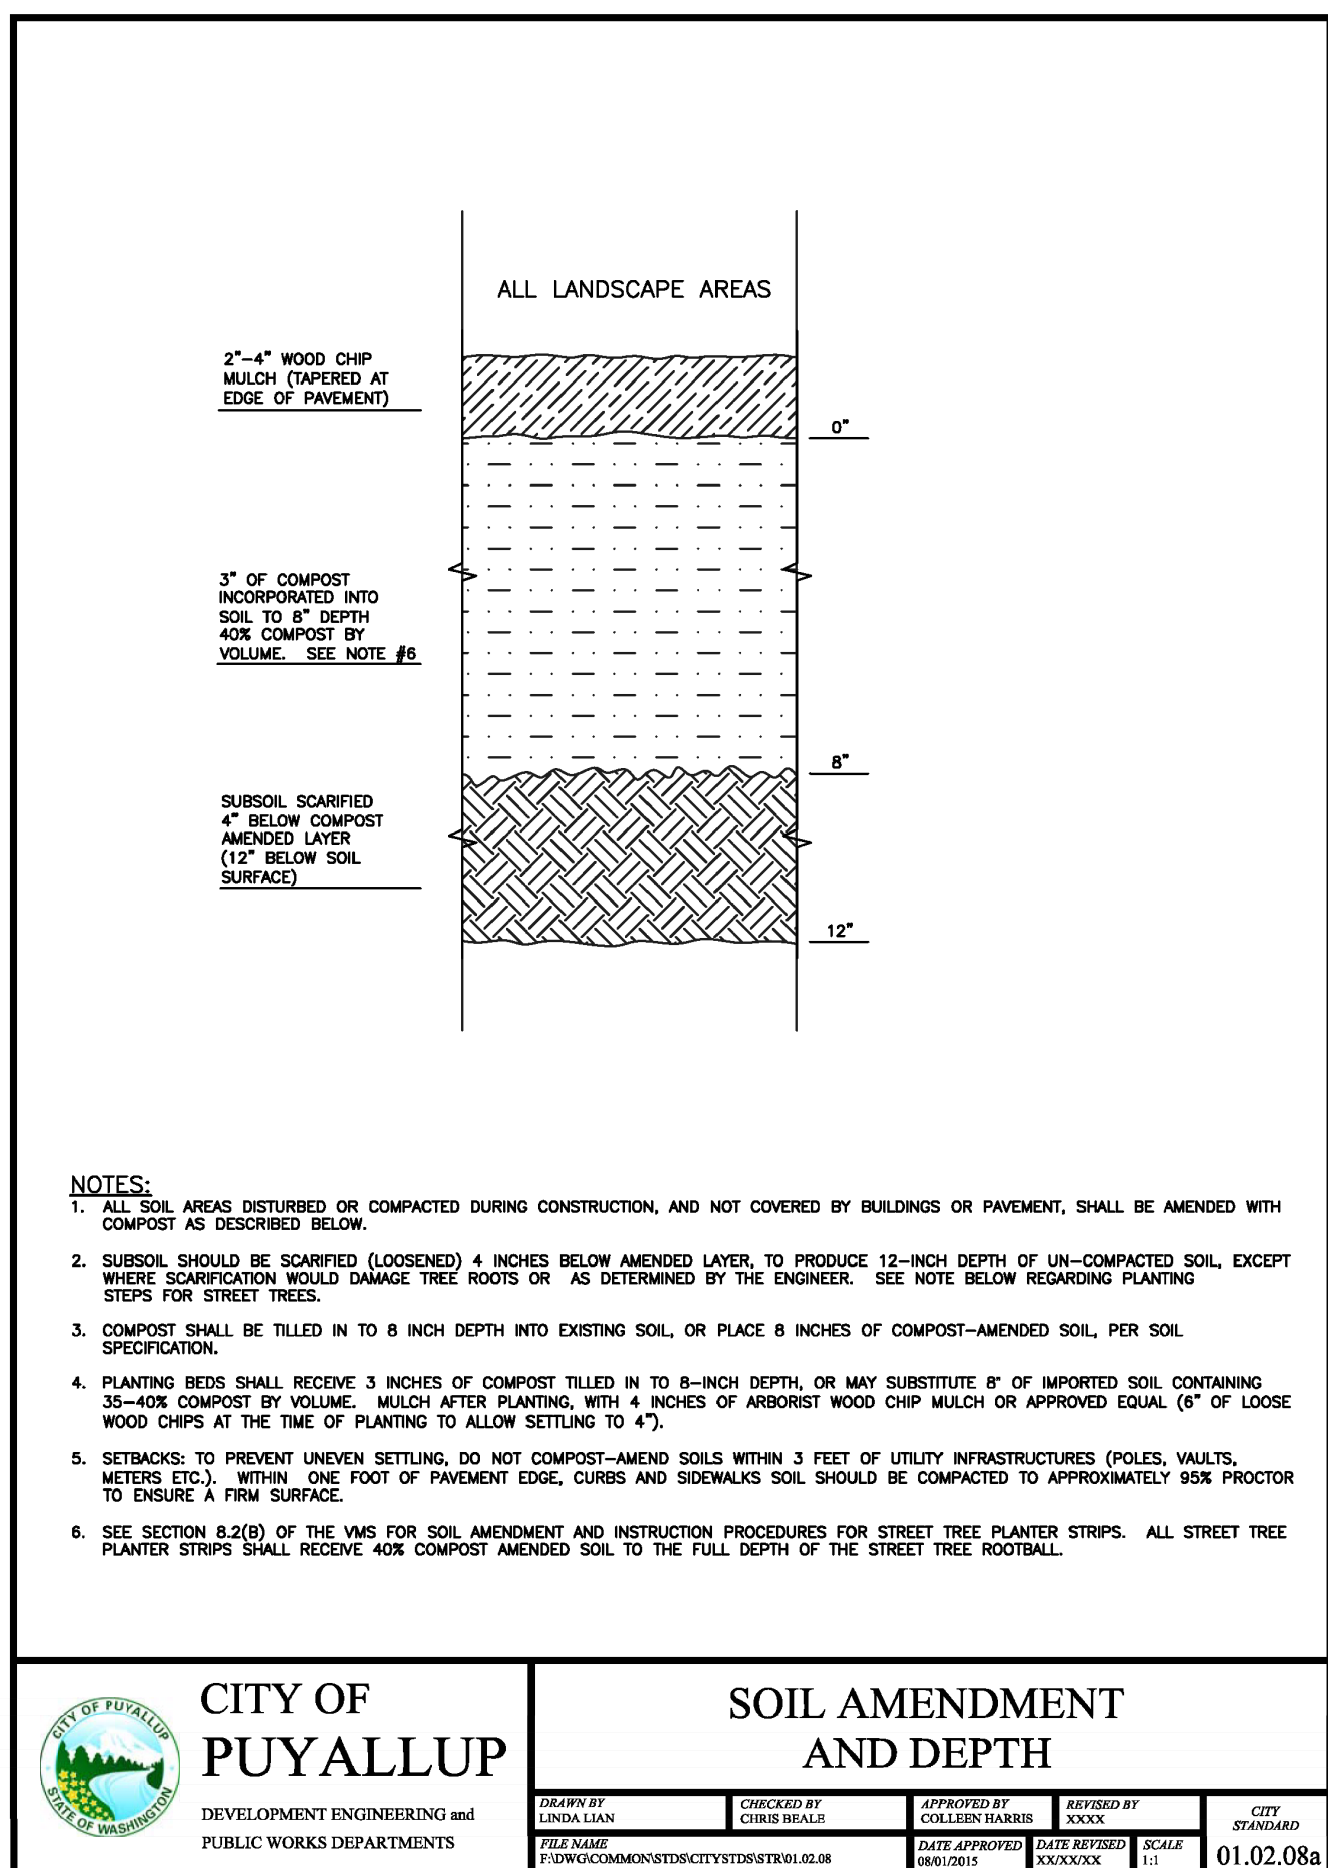 ALL LANDSCAPE AREAS
2"-4" WOOD CHIP
MULCH (TAPERED AT
EDGE OF PAVEMENT)
0"
3" OF COMPOST
INCORPORATED INTO
SOIL TO 8" DEPTH
40% COMPOST BY
VOLUME. SEE NOTE #6
8"
SUBSOIL SCARIFIED
4" BELOW COMPOST
AMENDED LAYER
(12" BELOW SOIL
SURFACE)
12"
NOTES:
1. ALL SOIL AREAS DISTURBED OR COMPACTED DURING CONSTRUCTION, AND NOT COVERED BY BUILDINGS OR PAVEMENT, SHALL BE AMENDED WITH
COMPOST AS DESCRIBED BELOW.
2. SUBSOIL SHOULD BE SCARIFIED (LOOSENED) 4 INCHES BELOW AMENDED LAYER, TO PRODUCE 12-INCH DEPTH OF UN-COMPACTED SOIL, EXCEPT
WHERE SCARIFICATION WOULD DAMAGE TREE ROOTS OR AS DETERMINED BY THE ENGINEER. SEE NOTE BELOW REGARDING PLANTING
STEPS FOR STREET TREES.
3. COMPOST SHALL BE TILLED IN TO 8 INCH DEPTH INTO EXISTING SOIL, OR PLACE 8 INCHES OF COMPOST-AMENDED SOIL, PER SOIL
SPECIFICATION.
4. PLANTING BEDS SHALL RECEIVE 3 INCHES OF COMPOST TILLED IN TO 8-INCH DEPTH, OR MAY SUBSTITUTE 8" OF IMPORTED SOIL CONTAINING
35-40% COMPOST BY VOLUME. MULCH AFTER PLANTING, WITH 4 INCHES OF ARBORIST WOOD CHIP MULCH OR APPROVED EQUAL (6" OF LOOSE
WOOD CHIPS AT THE TIME OF PLANTING TO ALLOW SETTLING TO 4").
5. SETBACKS: TO PREVENT UNEVEN SETTLING, DO NOT COMPOST-AMEND SOILS WITHIN 3 FEET OF UTILITY INFRASTRUCTURES (POLES, VAULTS,
METERS ETC.). WITHIN ONE FOOT OF PAVEMENT EDGE, CURBS AND SIDEWALKS SOIL SHOULD BE COMPACTED TO APPROXIMATELY 95% PROCTOR
TO ENSURE A FIRM SURFACE.
6. SEE SECTION 8.2(B) OF THE VMS FOR SOIL AMENDMENT AND INSTRUCTION PROCEDURES FOR STREET TREE PLANTER STRIPS. ALL STREET TREE
PLANTER STRIPS SHALL RECEIVE 40% COMPOST AMENDED SOIL TO THE FULL DEPTH OF THE STREET TREE ROOTBALL.
CITY OF PUYALLUP
STATE OF WASHINGTON
CITY OF
PUYALLUP
DEVELOPMENT ENGINEERING and
PUBLIC WORKS DEPARTMENTS
SOIL AMENDMENT
AND DEPTH
DRAWN BY
LINDA LIAN
CHECKED BY
CHRIS BEALE
APPROVED BY
COLLEEN HARRIS
REVISED BY
XXXX
FILE NAME
F:\DWG\COMMON\STDS\CITYSTDS\STR\01.02.08
DATE APPROVED
08/01/2015
DATE REVISED
XX/XX/XX
SCALE
1:1
CITY
STANDARD
01.02.08a